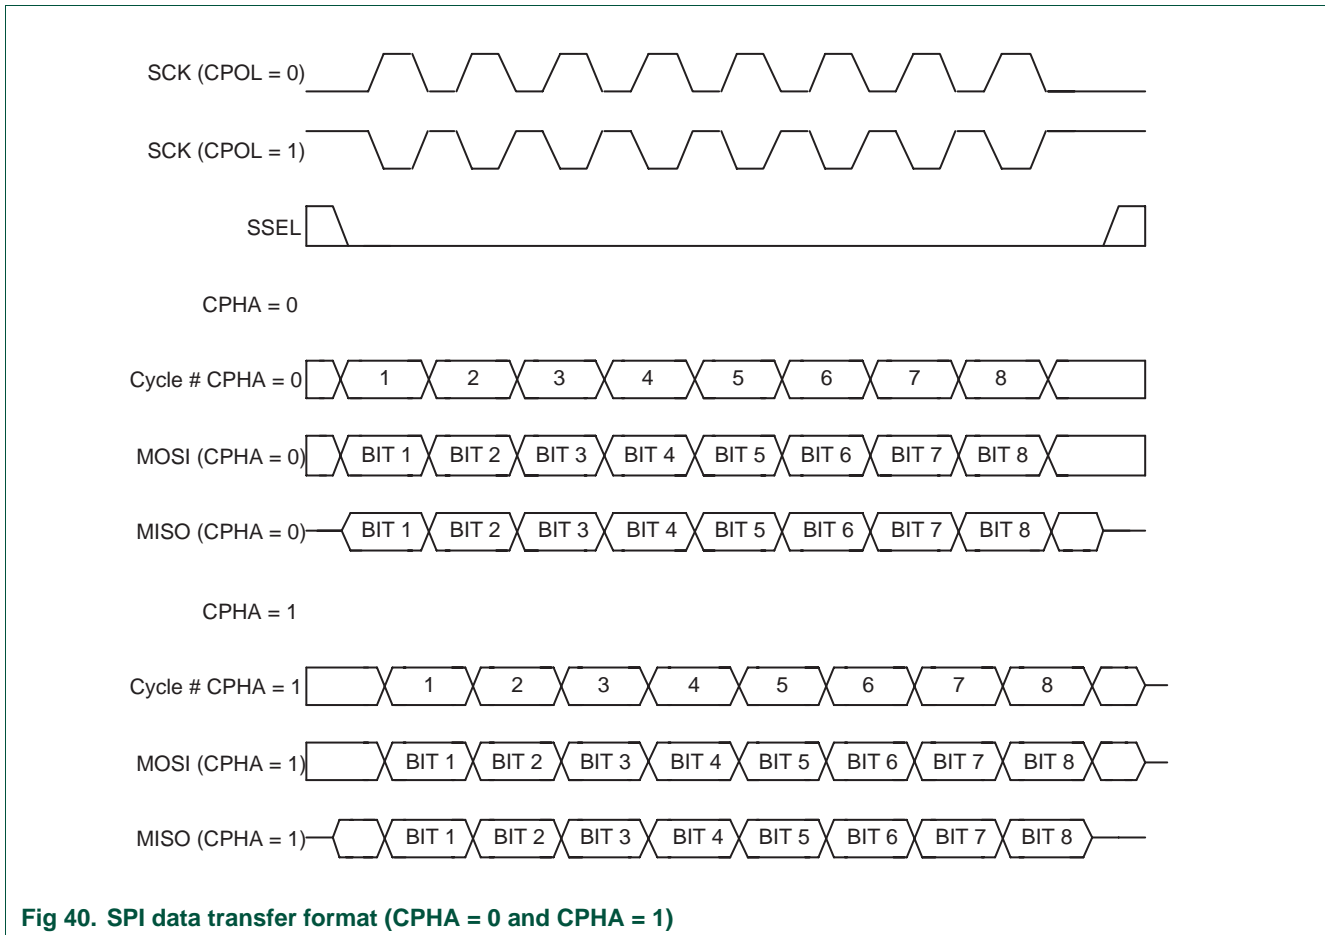 SCK (CPOL = 0)
SCK (CPOL = 1)
SSEL
CPHA = 0
Cycle # CPHA = 0 1 2 3 4 5 6 7 8
MOSI (CPHA = 0) BIT 1 BIT 2 BIT 3 BIT 4 BIT 5 BIT 6 BIT 7 BIT 8
MISO (CPHA = 0) BIT 1 BIT 2 BIT 3 BIT 4 BIT 5 BIT 6 BIT 7 BIT 8
CPHA = 1
Cycle # CPHA = 1 1 2 3 4 5 6 7 8
MOSI (CPHA = 1) BIT 1 BIT 2 BIT 3 BIT 4 BIT 5 BIT 6 BIT 7 BIT 8
MISO (CPHA = 1) BIT 1 BIT 2 BIT 3 BIT 4 BIT 5 BIT 6 BIT 7 BIT 8
Fig 40. SPI data transfer format (CPHA = 0 and CPHA = 1)